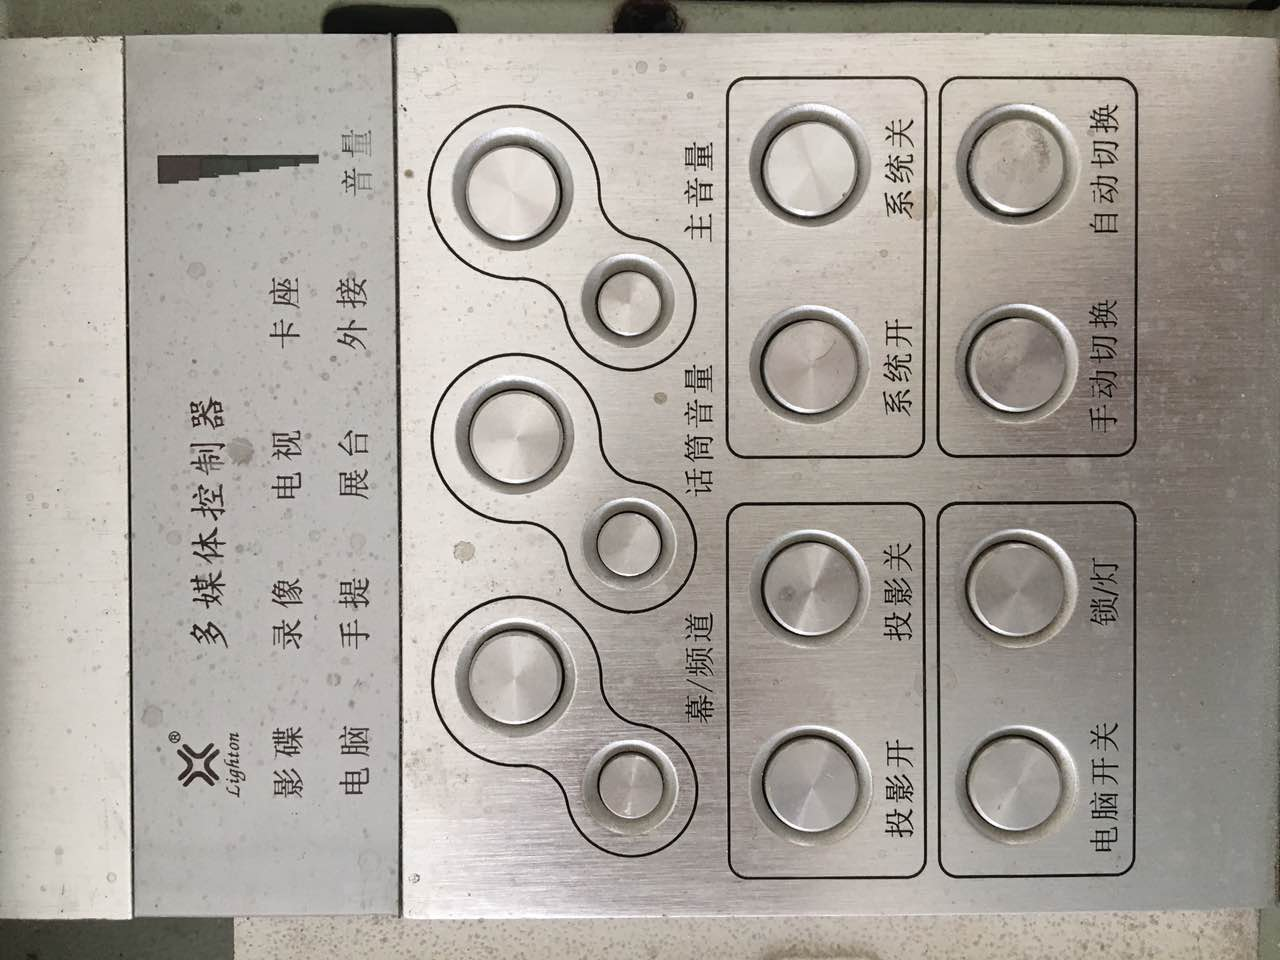 Lighton®
多媒体控制器
影碟 录像 电视 卡座
电脑 手提 展台 外接 音量
幕/频道 话筒音量 主音量
投影开 投影关 系统开 系统关
电脑开关 锁/灯 手动切换 自动切换